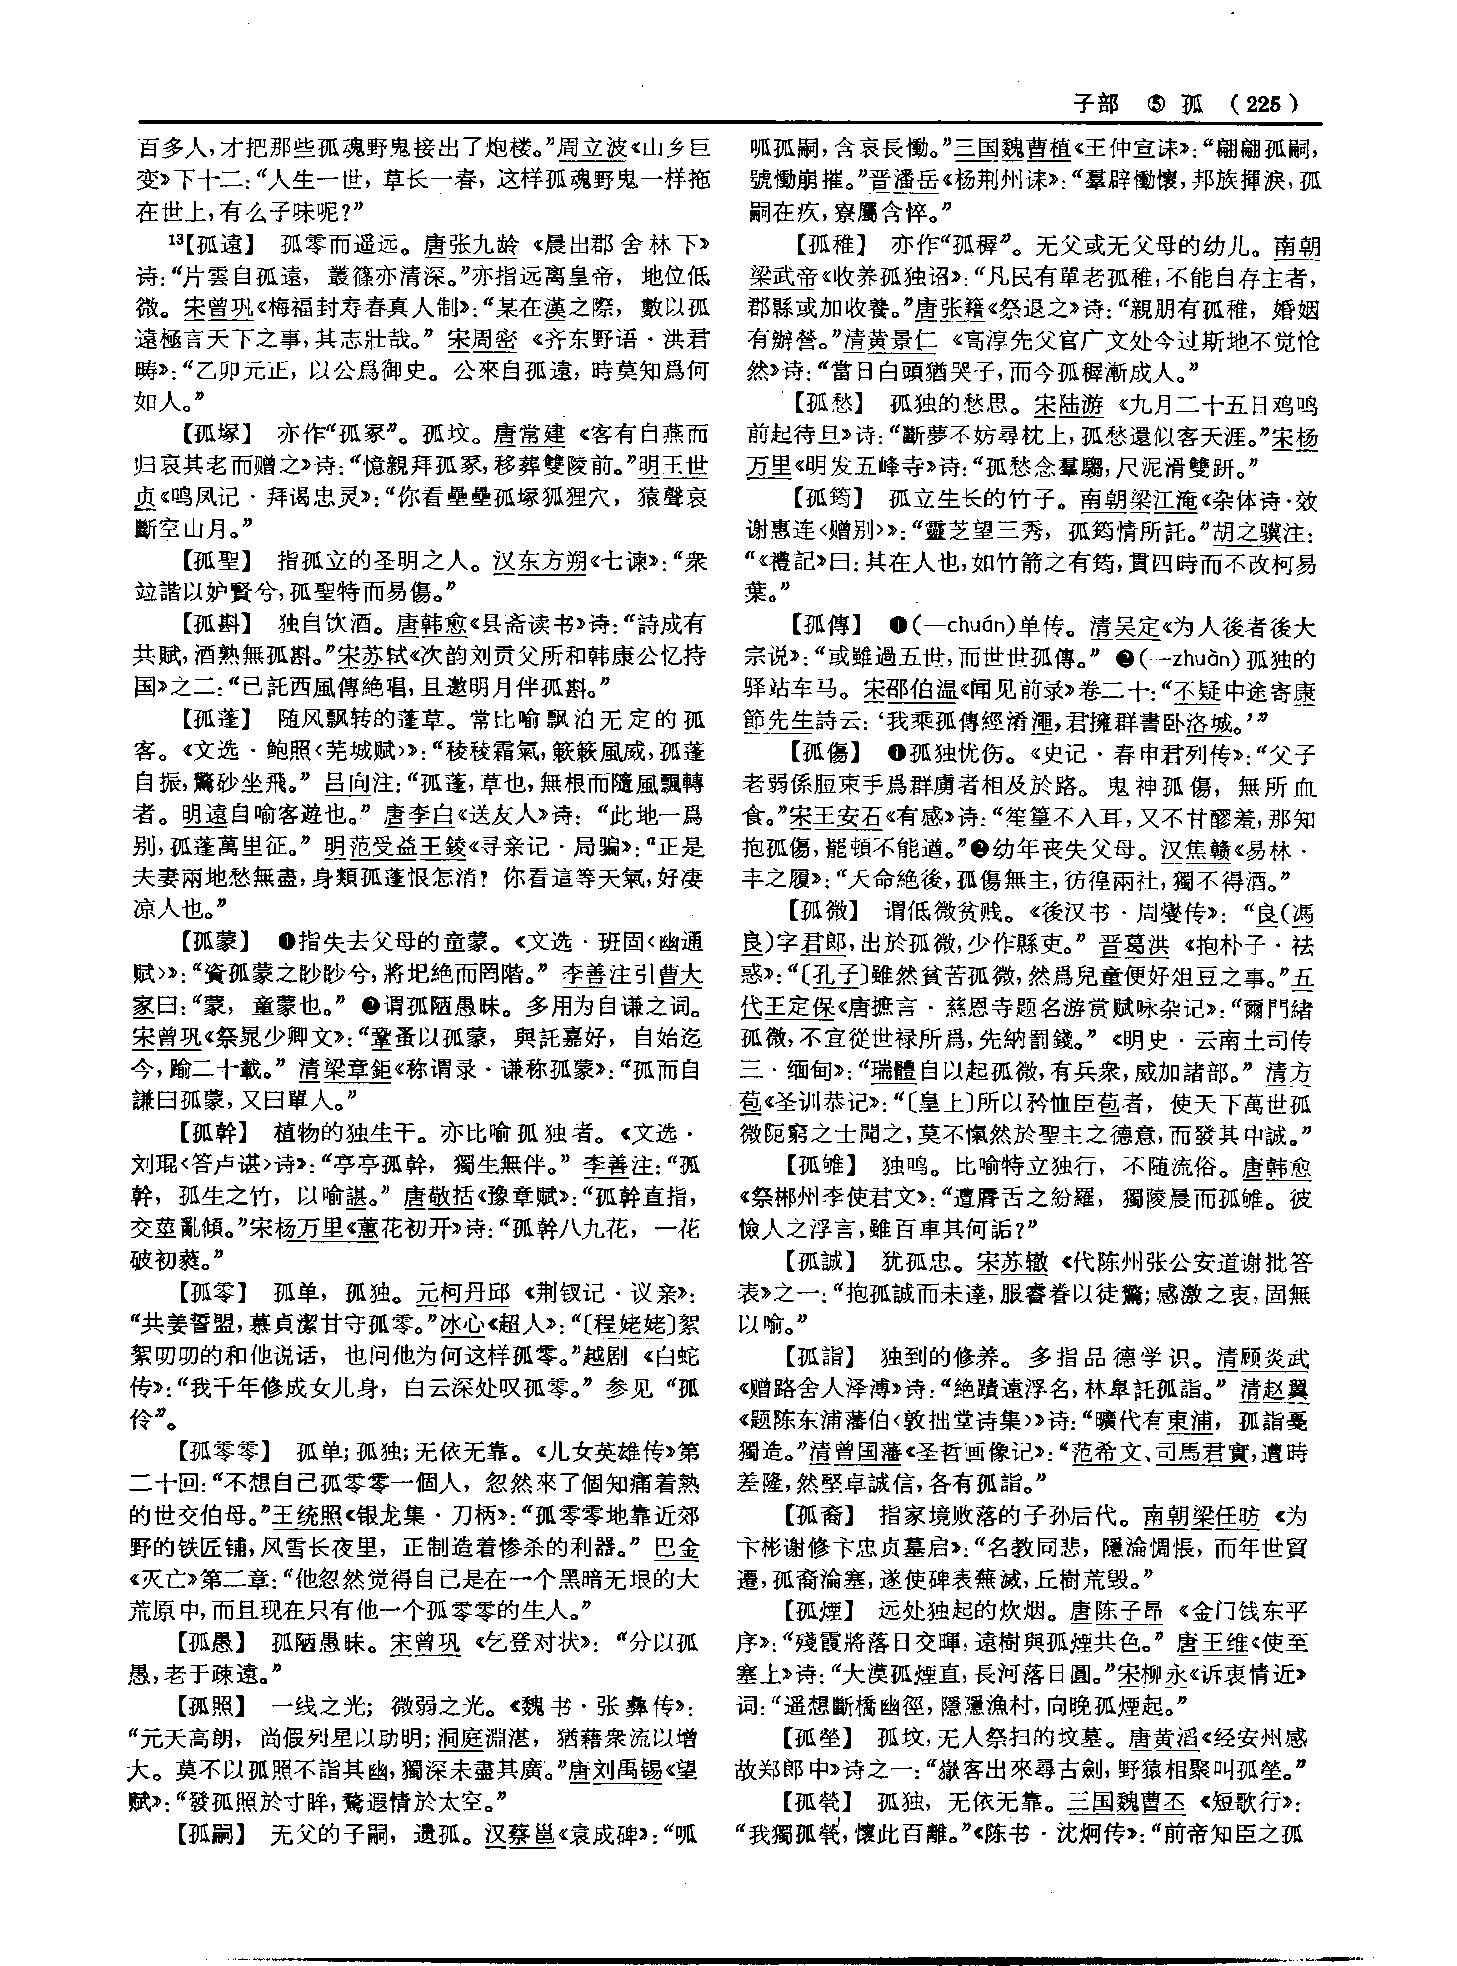 子部 ⑤ 孤 （225）
百多人，才把那些孤魂野鬼接出了炮楼。”周立波《山乡巨
变》下十二：“人生一世，草长一春，这样孤魂野鬼一样拖
在世上，有么子味呢？”
13【孤遠】 孤零而遥远。唐张九龄《晨出郡舍林下》
诗：“片雲自孤遠，叢篠亦清深。”亦指远离皇帝，地位低
微。宋曾巩《梅福封寿春真人制》：“某在漢之際，數以孤
遠極言天下之事，其志壯哉。”宋周密《齐东野语·洪君
畴》：“乙卯元正，以公爲御史。公來自孤遠，時莫知爲何
如人。”
【孤塚】 亦作“孤冢”。孤坟。唐常建《客有自燕而
归哀其老而赠之》诗：“憶親拜孤冢，移葬雙陵前。”明王世
贞《鸣凤记·拜谒忠灵》：“你看壘壘孤塚狐狸穴，猿聲哀
斷空山月。”
【孤聖】 指孤立的圣明之人。汉东方朔《七谏》：“衆
竝諧以妒賢兮，孤聖特而易傷。”
【孤斟】 独自饮酒。唐韩愈《县斋读书》诗：“詩成有
共賦，酒熟無孤斟。”宋苏轼《次韵刘贡父所和韩康公忆持
国》之二：“已託西風傳絶唱，且邀明月伴孤斟。”
【孤蓬】 随风飘转的蓬草。常比喻飘泊无定的孤
客。《文选·鲍照〈芜城赋〉》：“稜稜霜氣，簌簌風威，孤蓬
自振，驚砂坐飛。”吕向注：“孤蓬，草也，無根而隨風飄轉
者。明遠自喻客遊也。”唐李白《送友人》诗：“此地一爲
别，孤蓬萬里征。”明范受益王錂《寻亲记·局骗》：“正是
夫妻兩地愁無盡，身類孤蓬恨怎消？你看這等天氣，好凄
凉人也。”
【孤蒙】 ❶指失去父母的童蒙。《文选·班固〈幽通
赋〉》：“資孤蒙之眇眇兮，將圮絶而罔階。”李善注引曹大
家曰：“蒙，童蒙也。”❷谓孤陋愚昧。多用为自谦之词。
宋曾巩《祭晁少卿文》：“鞏蚤以孤蒙，與託嘉好，自始迄
今，踰二十載。”清梁章鉅《称谓录·谦称孤蒙》：“孤而自
謙曰孤蒙，又曰單人。”
【孤幹】 植物的独生干。亦比喻孤独者。《文选·
刘琨〈答卢谌〉诗》：“亭亭孤幹，獨生無伴。”李善注：“孤
幹，孤生之竹，以喻諶。”唐敬括《豫章赋》：“孤幹直指，
交莖亂傾。”宋杨万里《蕙花初开》诗：“孤幹八九花，一花
破初蕤。”
【孤零】 孤单，孤独。元柯丹邱《荆钗记·议亲》：
“共姜誓盟，慕貞潔甘守孤零。”冰心《超人》：“〔程姥姥〕絮
絮叨叨的和他说话，也问他为何这样孤零。”越剧《白蛇
传》：“我千年修成女儿身，白云深处叹孤零。”参见“孤
伶”。
【孤零零】 孤单；孤独；无依无靠。《儿女英雄传》第
二十回：“不想自己孤零零一個人，忽然來了個知痛着熱
的世交伯母。”王统照《银龙集·刀柄》：“孤零零地靠近郊
野的铁匠铺，风雪长夜里，正制造着惨杀的利器。”巴金
《灭亡》第二章：“他忽然觉得自己是在一个黑暗无垠的大
荒原中，而且现在只有他一个孤零零的生人。”
【孤愚】 孤陋愚昧。宋曾巩《乞登对状》：“分以孤
愚，老于疎遠。”
【孤照】 一线之光；微弱之光。《魏书·张彝传》：
“元天高朗，尚假列星以助明；洞庭淵湛，猶藉衆流以增
大。莫不以孤照不詣其幽，獨深未盡其廣。”唐刘禹锡《望
赋》：“發孤照於寸眸，騖遐情於太空。”
【孤嗣】 无父的子嗣，遗孤。汉蔡邕《袁成碑》：“呱
呱孤嗣，含哀長慟。”三国魏曹植《王仲宣诔》：“翩翩孤嗣，
號慟崩摧。”晋潘岳《杨荆州诔》：“羣辟慟懷，邦族揮淚，孤
嗣在疚，寮屬含悴。”
【孤稚】 亦作“孤穉”。无父或无父母的幼儿。南朝
梁武帝《收养孤独诏》：“凡民有單老孤稚，不能自存主者，
郡縣或加收養。”唐张籍《祭退之》诗：“親朋有孤稚，婚姻
有辦營。”清黄景仁《高淳先父官广文处今过斯地不觉怆
然》诗：“當日白頭猶哭子，而今孤穉漸成人。”
【孤愁】 孤独的愁思。宋陆游《九月二十五日鸡鸣
前起待旦》诗：“斷夢不妨尋枕上，孤愁還似客天涯。”宋杨
万里《明发五峰寺》诗：“孤愁念羣騶，尺泥滑雙趼。”
【孤筠】 孤立生长的竹子。南朝梁江淹《杂体诗·效
谢惠连〈赠别〉》：“靈芝望三秀，孤筠情所託。”胡之骥注：
“《禮記》曰：其在人也，如竹箭之有筠，貫四時而不改柯易
葉。”
【孤傳】 ❶（—chuán）单传。清吴定《为人後者後大
宗说》：“或雖過五世，而世世孤傳。”❷（—zhuàn）孤独的
驿站车马。宋邵伯温《闻见前录》卷二十：“不疑中途寄康
節先生詩云：‘我乘孤傳經淆澠，君擁群書卧洛城。’”
【孤傷】 ❶孤独忧伤。《史记·春申君列传》：“父子
老弱係脰束手爲群虜者相及於路。鬼神孤傷，無所血
食。”宋王安石《有感》诗：“笙簧不入耳，又不甘醪羞，那知
抱孤傷，罷頓不能遒。”❷幼年丧失父母。汉焦赣《易林·
丰之履》：“夭命絶後，孤傷無主，彷徨兩社，獨不得酒。”
【孤微】 谓低微贫贱。《後汉书·周燮传》：“良（馮
良）字君郎，出於孤微，少作縣吏。”晋葛洪《抱朴子·祛
惑》：“〔孔子〕雖然貧苦孤微，然爲兒童便好俎豆之事。”五
代王定保《唐摭言·慈恩寺题名游赏赋咏杂记》：“爾門緒
孤微，不宜從世禄所爲，先納罰錢。”《明史·云南土司传
三·缅甸》：“瑞體自以起孤微，有兵衆，威加諸部。”清方
苞《圣训恭记》：“〔皇上〕所以矜恤臣苞者，使天下萬世孤
微阨窮之士聞之，莫不愾然於聖主之德意，而發其中誠。”
【孤雊】 独鸣。比喻特立独行，不随流俗。唐韩愈
《祭郴州李使君文》：“遭脣舌之紛羅，獨陵晨而孤雊。彼
憸人之浮言，雖百車其何詬？”
【孤誠】 犹孤忠。宋苏辙《代陈州张公安道谢批答
表》之一：“抱孤誠而未達，服睿眷以徒驚；感激之衷，固無
以喻。”
【孤詣】 独到的修养。多指品德学识。清顾炎武
《赠路舍人泽溥》诗：“絶蹟遠浮名，林皋託孤詣。”清赵翼
《题陈东浦藩伯〈敦拙堂诗集〉》诗：“曠代有東浦，孤詣戛
獨造。”清曾国藩《圣哲画像记》：“范希文、司馬君實，遭時
差隆，然堅卓誠信，各有孤詣。”
【孤裔】 指家境败落的子孙后代。南朝梁任昉《为
卞彬谢修卞忠贞墓启》：“名教同悲，隱淪惆悵，而年世貿
遷，孤裔淪塞，遂使碑表蕪滅，丘樹荒毁。”
【孤煙】 远处独起的炊烟。唐陈子昂《金门饯东平
序》：“殘霞將落日交暉，遠樹與孤煙共色。”唐王维《使至
塞上》诗：“大漠孤煙直，長河落日圓。”宋柳永《诉衷情近》
词：“遥想斷橋幽徑，隱隱漁村，向晚孤煙起。”
【孤塋】 孤坟，无人祭扫的坟墓。唐黄滔《经安州感
故郑郎中》诗之一：“嶽客出來尋古劍，野猿相聚叫孤塋。”
【孤煢】 孤独，无依无靠。三国魏曹丕《短歌行》：
“我獨孤煢，懷此百離。”《陈书·沈炯传》：“前帝知臣之孤